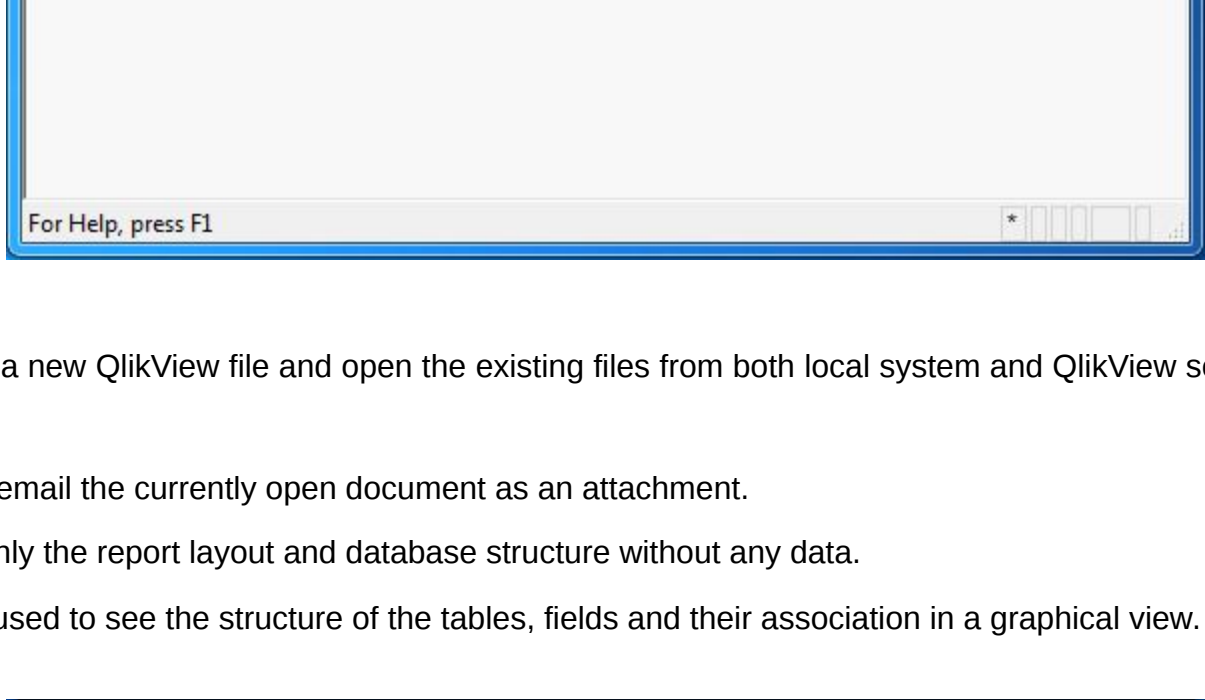 For Help, press F1
*
a new QlikView file and open the existing files from both local system and QlikView
email the currently open document as an attachment.
the report layout and database structure without any data.
used to see the structure of the tables, fields and their association in a graphical view.